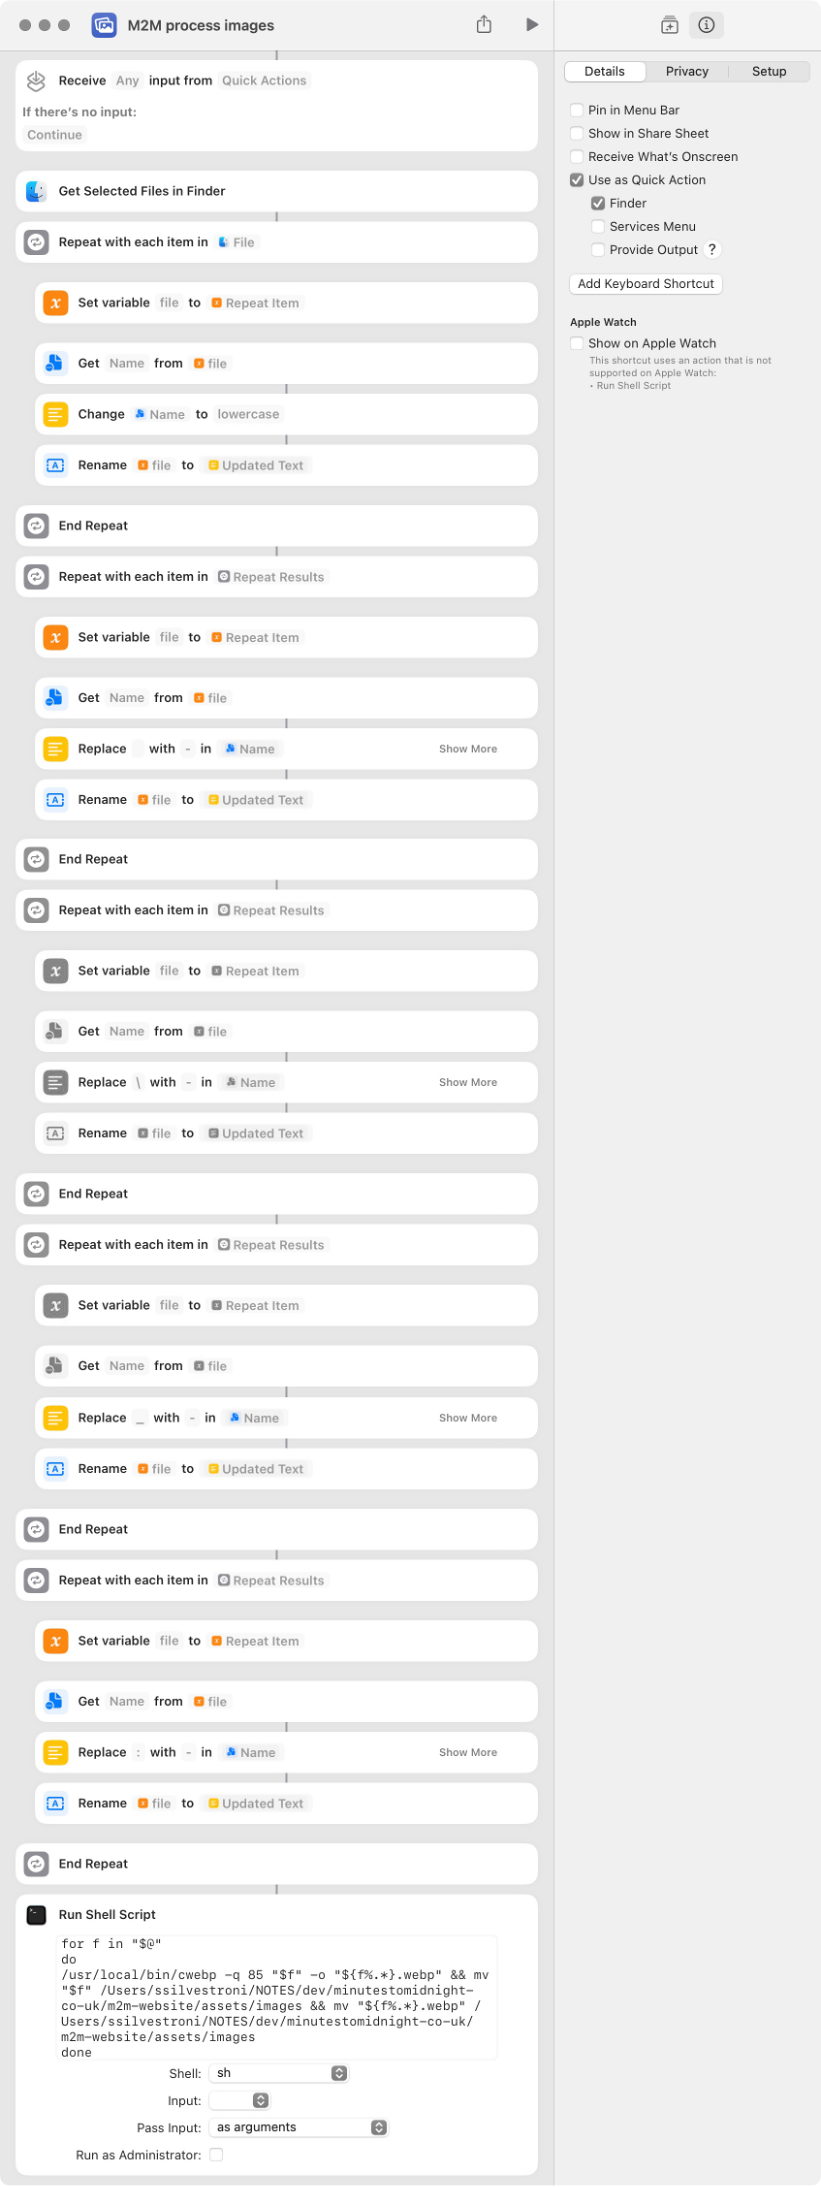 M2M process images
Receive Any input from Quick Actions
If there's no input:
Continue
Get Selected Files in Finder
Repeat with each item in File
Set variable file to Repeat Item
Get Name from file
Change Name to lowercase
Rename file to Updated Text
End Repeat
Repeat with each item in Repeat Results
Set variable file to Repeat Item
Get Name from file
Replace with - in Name Show More
Rename file to Updated Text
End Repeat
Repeat with each item in Repeat Results
Set variable file to Repeat Item
Get Name from file
Replace \ with - in Name Show More
Rename file to Updated Text
End Repeat
Repeat with each item in Repeat Results
Set variable file to Repeat Item
Get Name from file
Replace _ with - in Name Show More
Rename file to Updated Text
End Repeat
Repeat with each item in Repeat Results
Set variable file to Repeat Item
Get Name from file
Replace : with - in Name Show More
Rename file to Updated Text
End Repeat
Run Shell Script
for f in "$@"
do
/usr/local/bin/cwebp -q 85 "$f" -o "${f%.*}.webp" && mv
"$f" /Users/ssilvestroni/NOTES/dev/minutestomidnight-
co-uk/m2m-website/assets/images && mv "${f%.*}.webp" /
Users/ssilvestroni/NOTES/dev/minutestomidnight-co-uk/
m2m-website/assets/images
done
Shell: sh
Input:
Pass Input: as arguments
Run as Administrator:
Details Privacy Setup
Pin in Menu Bar
Show in Share Sheet
Receive What's Onscreen
Use as Quick Action
Finder
Services Menu
Provide Output ?
Add Keyboard Shortcut
Apple Watch
Show on Apple Watch
This shortcut uses an action that is not
supported on Apple Watch:
• Run Shell Script